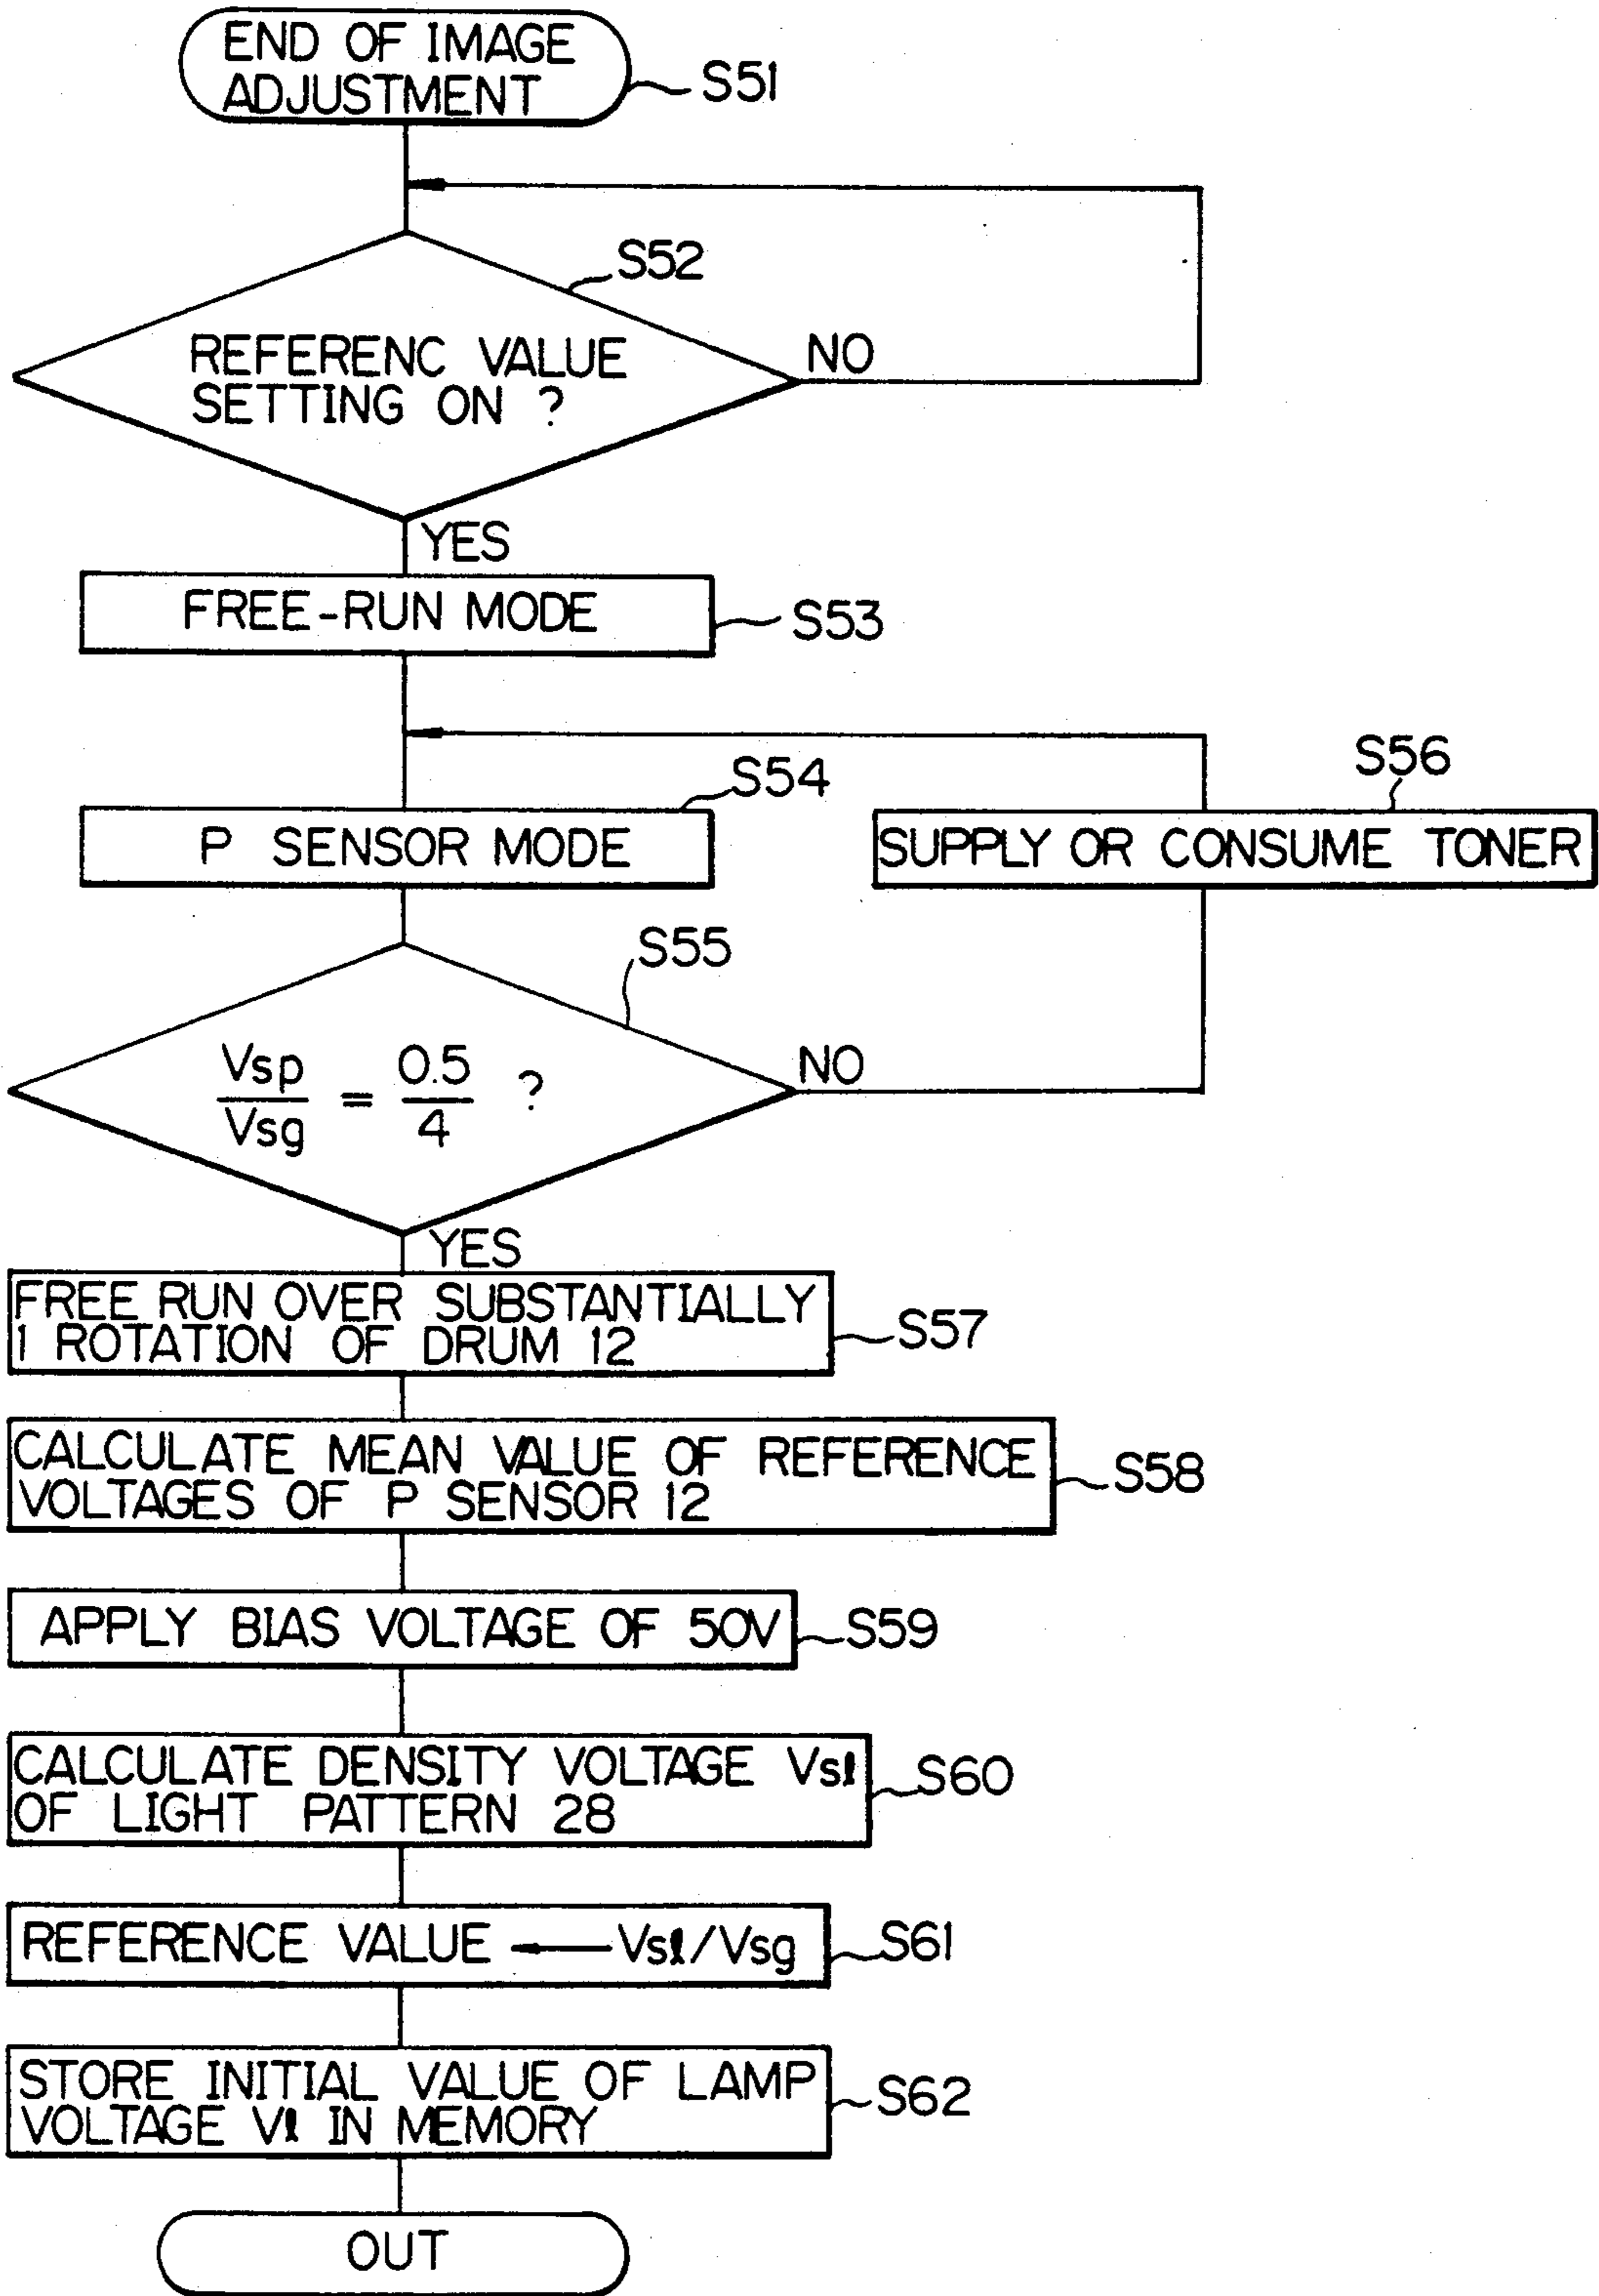 END OF IMAGE
ADJUSTMENT
S51
S52
REFERENC VALUE
SETTING ON ?
NO
YES
FREE-RUN MODE
S53
S54
P SENSOR MODE
S56
SUPPLY OR CONSUME TONER
S55
Vsp
Vsg
=
0.5
4
?
NO
YES
FREE RUN OVER SUBSTANTIALLY
1 ROTATION OF DRUM 12
S57
CALCULATE MEAN VALUE OF REFERENCE
VOLTAGES OF P SENSOR 12
S58
APPLY BIAS VOLTAGE OF 50V
S59
CALCULATE DENSITY VOLTAGE Vsl
OF LIGHT PATTERN 28
S60
REFERENCE VALUE ← Vsl/Vsg
S61
STORE INITIAL VALUE OF LAMP
VOLTAGE Vl IN MEMORY
S62
OUT